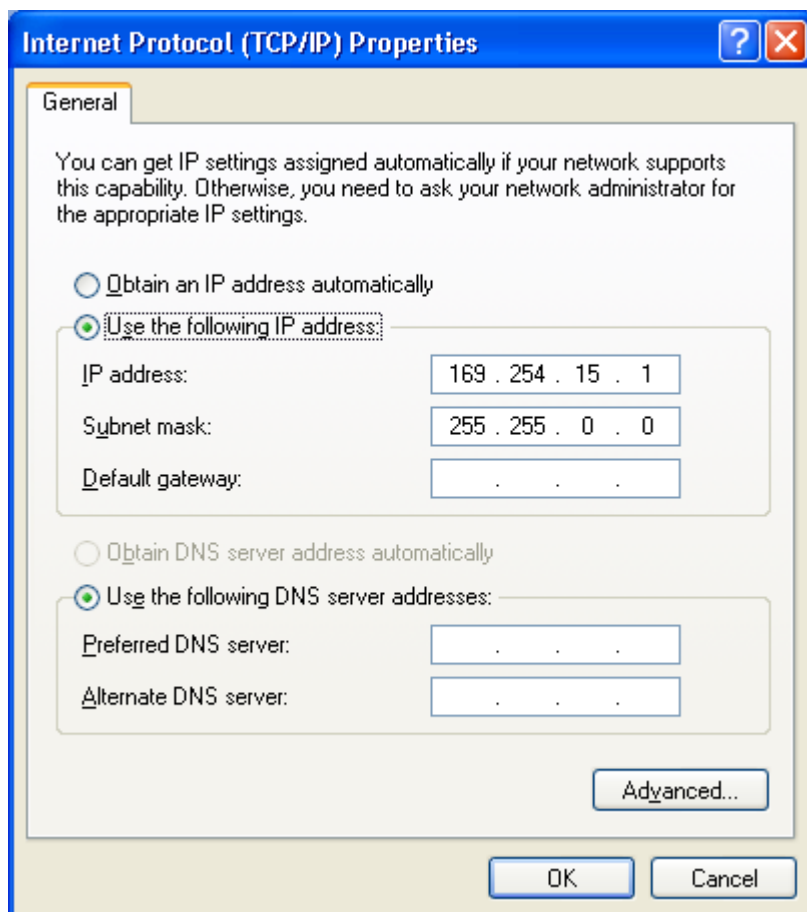 Internet Protocol (TCP/IP) Properties
General
You can get IP settings assigned automatically if your network supports
this capability. Otherwise, you need to ask your network administrator for
the appropriate IP settings.
Obtain an IP address automatically
Use the following IP address:
IP address: 169 . 254 . 15 . 1
Subnet mask: 255 . 255 . 0 . 0
Default gateway: . . .
Obtain DNS server address automatically
Use the following DNS server addresses:
Preferred DNS server: . . .
Alternate DNS server: . . .
Advanced...
OK Cancel